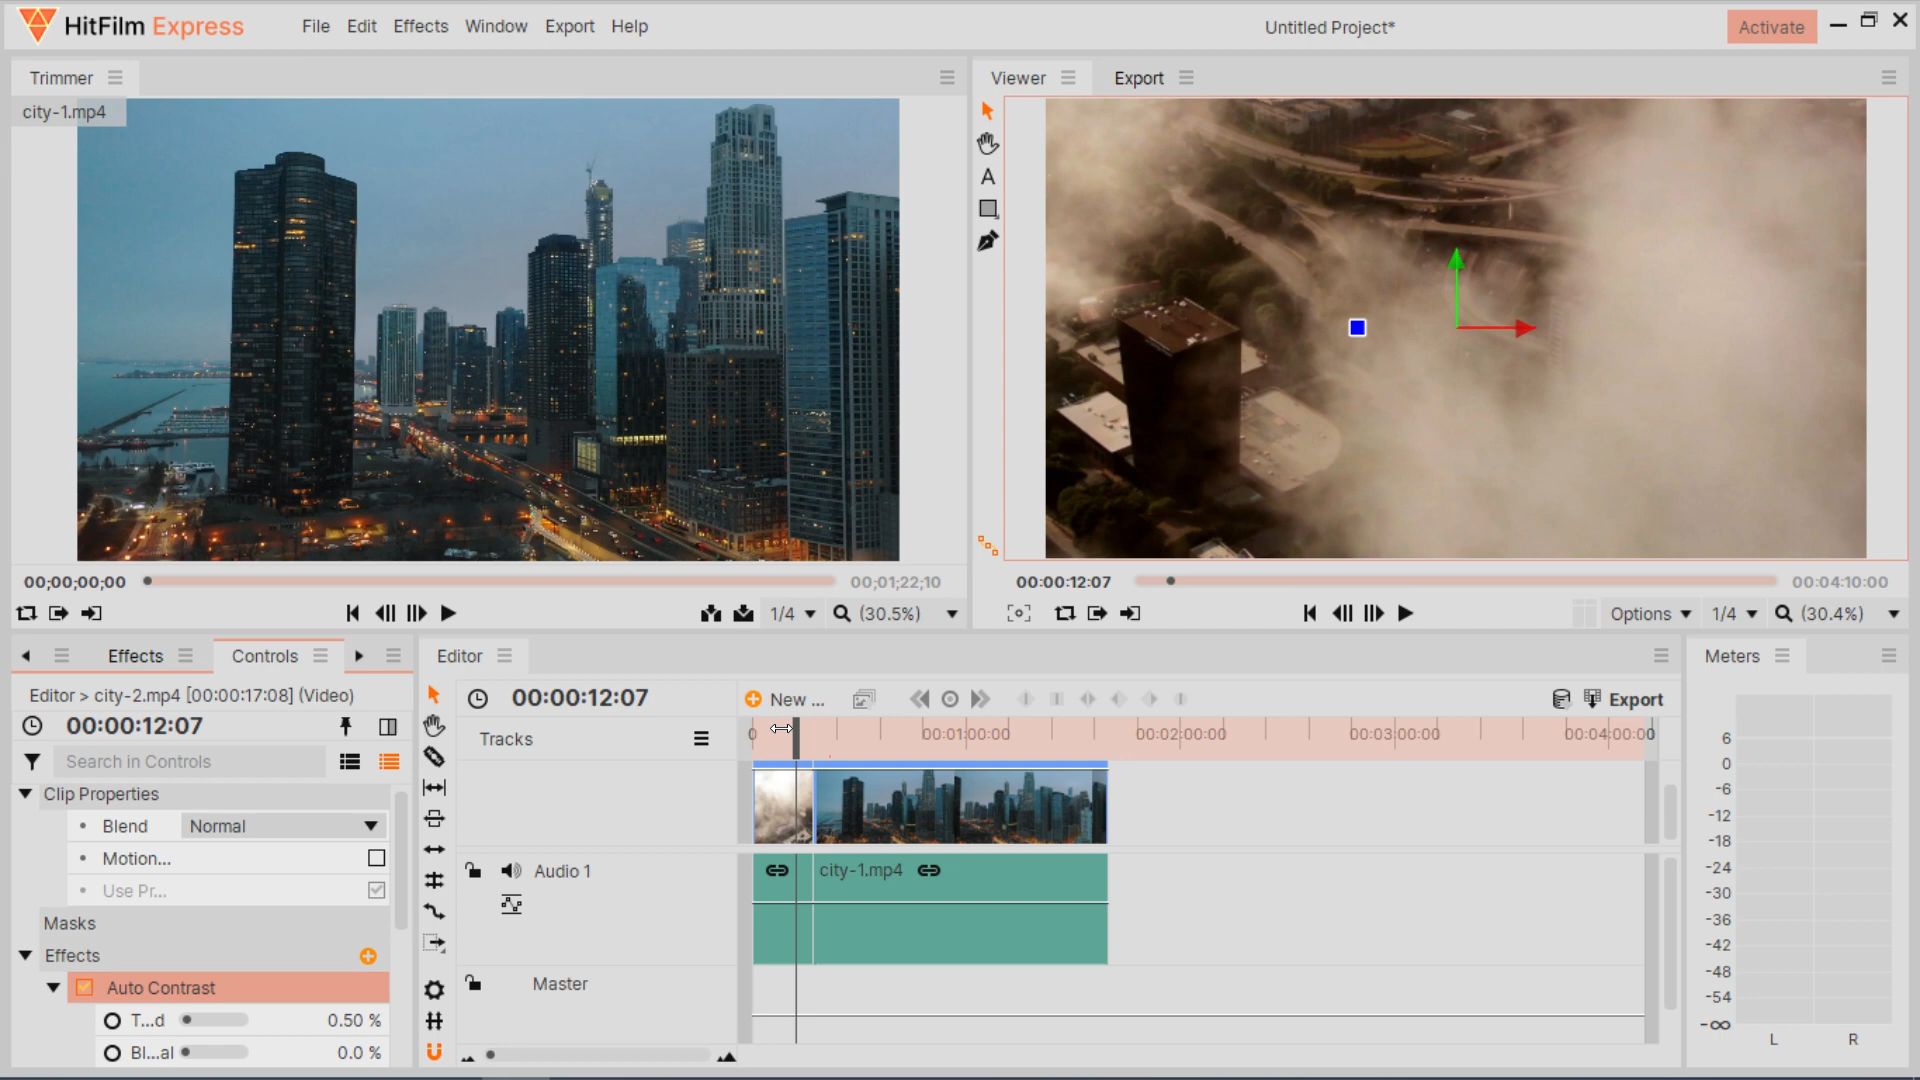 HitFilm Express
File Edit Effects Window Export Help
Untitled Project*
Activate
Trimmer
Viewer
Export
city-1.mp4
A
00;00;00;00
00;01;22;10
1/4
(30.5%)
00:00:12:07
00:04:10:00
Options
1/4
(30.4%)
Effects
Controls
Editor > city-2.mp4 [00:00:17:08] (Video)
00:00:12:07
Search in Controls
Clip Properties
Blend
Normal
Motion...
Use Pr...
Masks
Effects
Auto Contrast
T...d
0.50 %
Bl...al
0.0 %
Editor
00:00:12:07
New ...
Export
Tracks
0
00:01:00:00
00:02:00:00
00:03:00:00
00:04:00:00
Audio 1
city-1.mp4
Master
Meters
6
0
-6
-12
-18
-24
-30
-36
-42
-48
-54
-∞
L
R